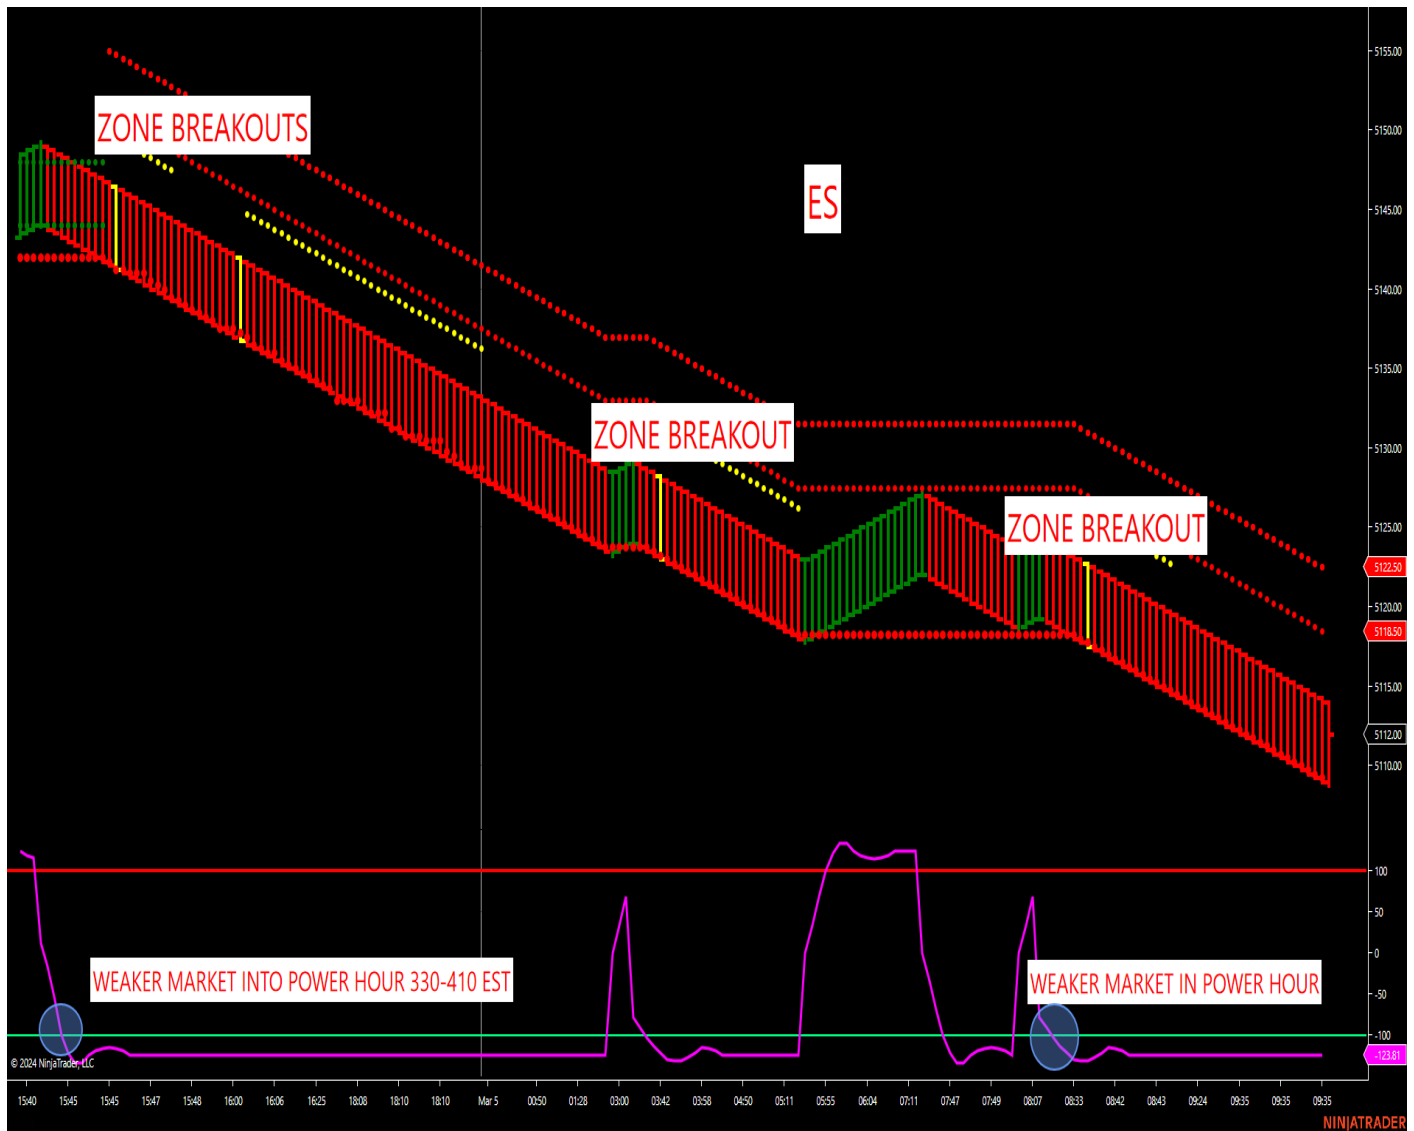 5155.00
ZONE BREAKOUTS
5150.00
ES
5145.00
5140.00
5135.00
ZONE BREAKOUT
5130.00
ZONE BREAKOUT
5125.00
5122.50
5120.00
5118.50
5115.00
5112.00
5110.00
100
50
0
WEAKER MARKET INTO POWER HOUR 330-410 EST
WEAKER MARKET IN POWER HOUR
-50
-100
-123.81
© 2024 NinjaTrader, LLC
15:40 15:45 15:45 15:47 15:48 16:00 16:06 16:25 18:08 18:10 18:10 Mar 5 00:50 01:28 03:00 03:42 03:58 04:50 05:11 05:55 06:04 07:11 07:47 07:49 08:07 08:33 08:42 08:43 09:24 09:35 09:35 09:35
NINJATRADER